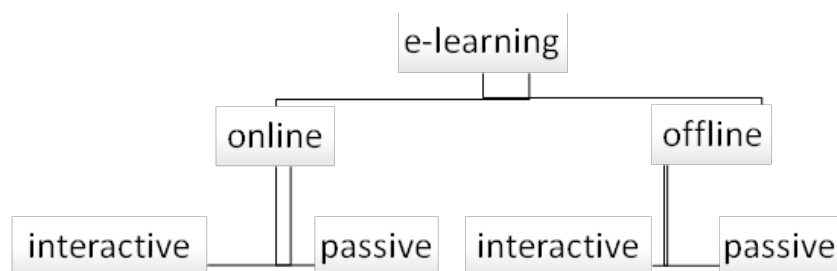 e-learning
online offline
interactive passive interactive passive